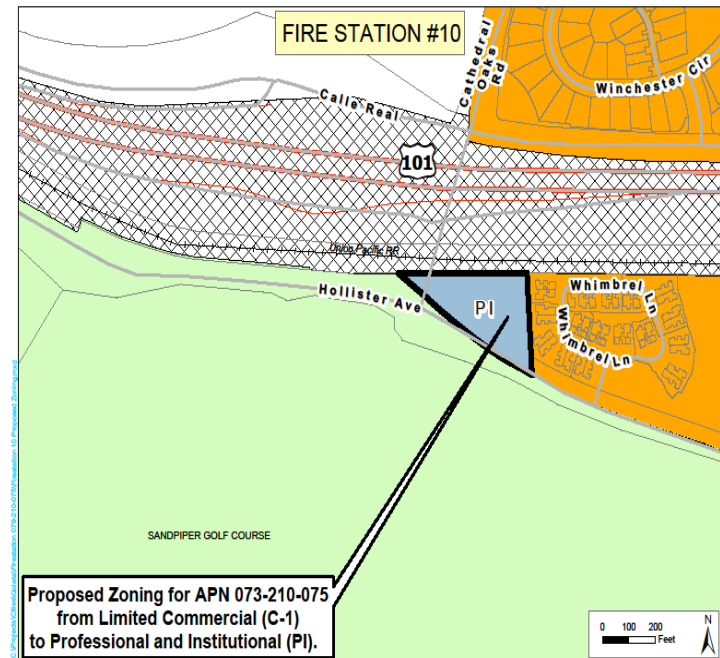 FIRE STATION #10
Cathedral
Oaks
Rd
Winchester Cir
Calle Real
101
Union Pacific RR
Hollister Ave
PI
Whimbrel Ln
Whimbrel Ln
SANDPIPER GOLF COURSE
Proposed Zoning for APN 073-210-075
from Limited Commercial (C-1)
to Professional and Institutional (PI).
0 100 200
Feet
N